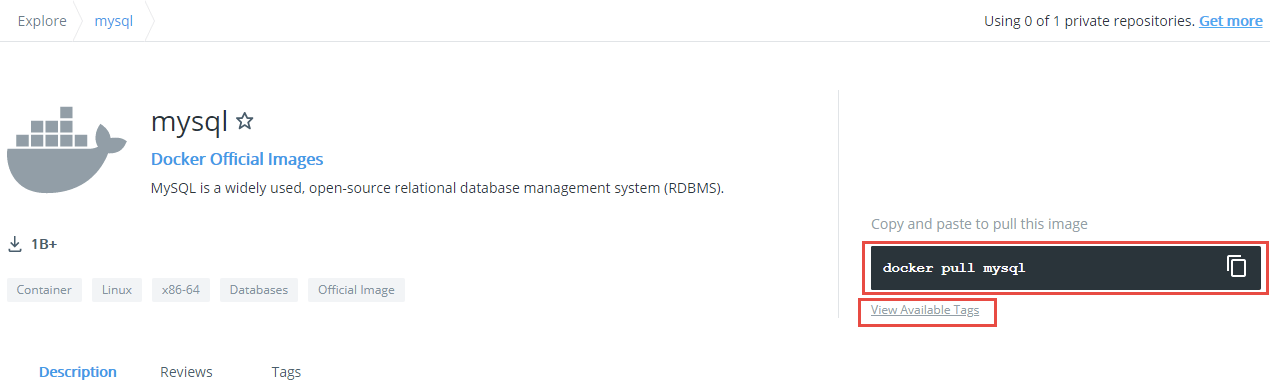 Explore
mysql
Using 0 of 1 private repositories. Get more
mysql
Docker Official Images
MySQL is a widely used, open-source relational database management system (RDBMS).
1B+
Copy and paste to pull this image
docker pull mysql
View Available Tags
Container
Linux
x86-64
Databases
Official Image
Description
Reviews
Tags